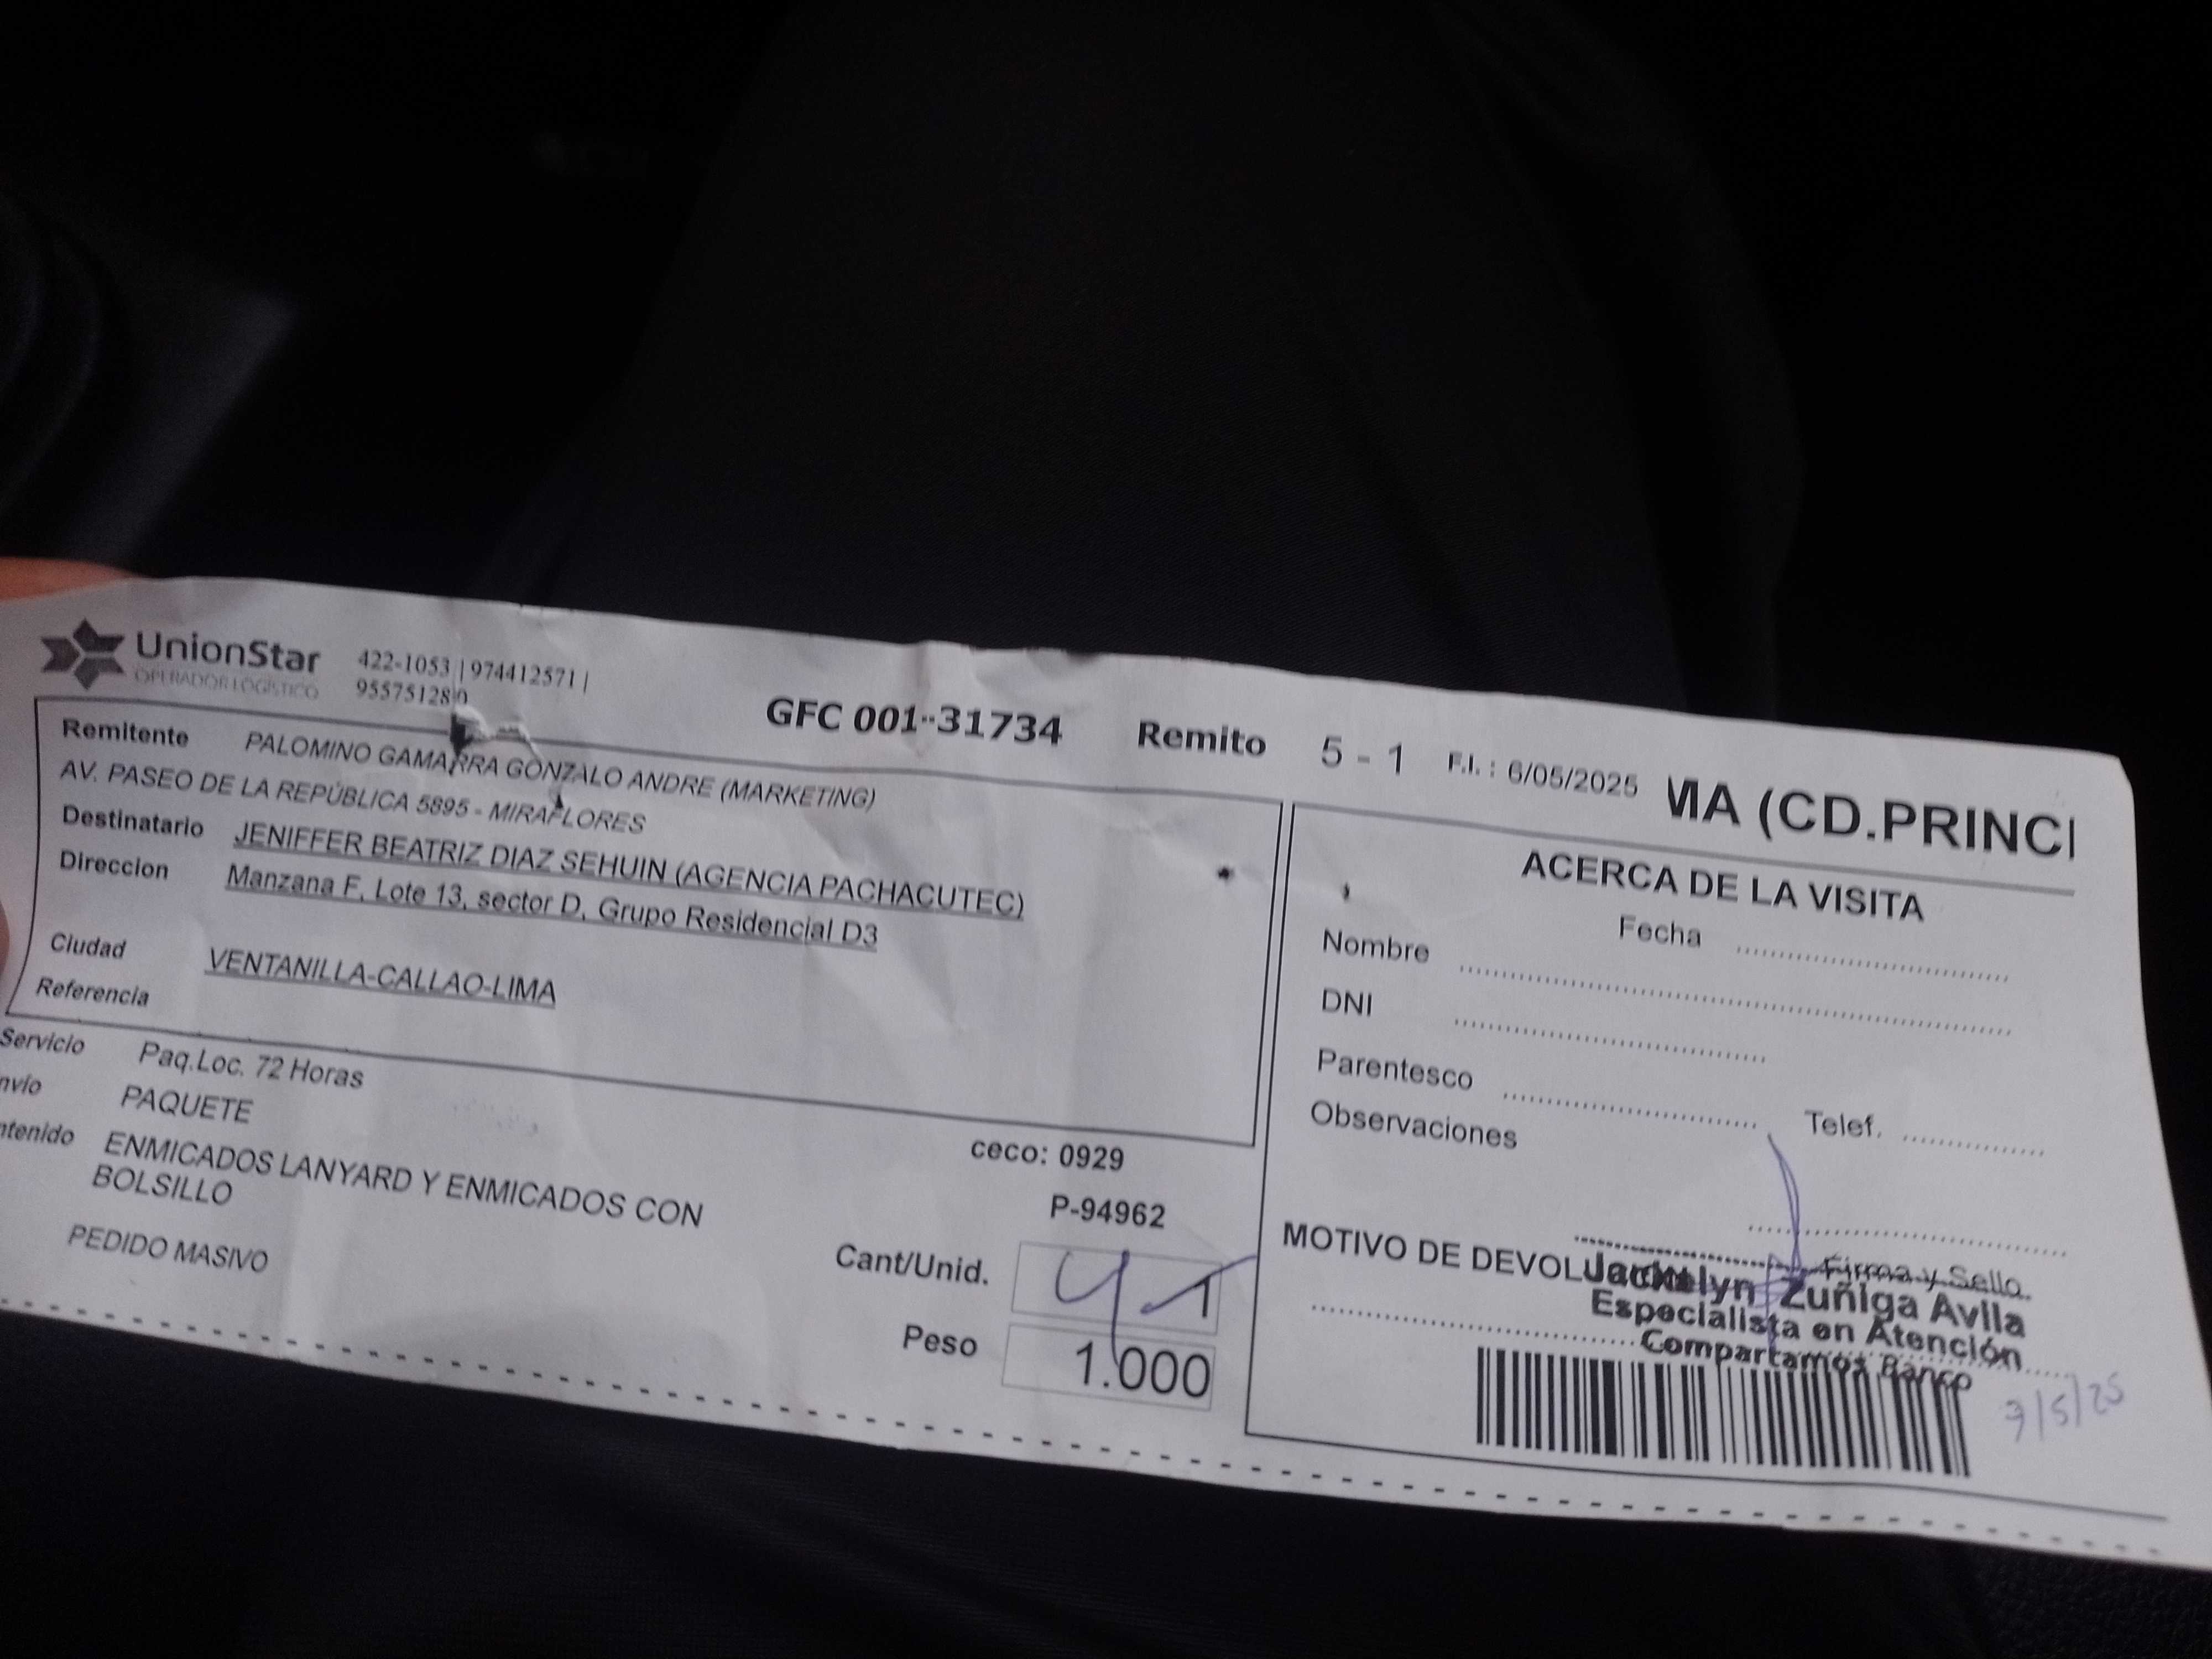 UnionStar
OPERADOR LOGÍSTICO
422-1053 | 974412571 |
955751280
GFC 001--31734 Remito 5 - 1 F.I. : 6/05/2025
MA (CD.PRINCI
Remitente PALOMINO GAMARRA GONZALO ANDRE (MARKETING)
AV. PASEO DE LA REPÚBLICA 5895 - MIRAFLORES
Destinatario JENIFFER BEATRIZ DIAZ SEHUIN (AGENCIA PACHACUTEC)
Direccion Manzana F, Lote 13, sector D, Grupo Residencial D3
Ciudad VENTANILLA-CALLAO-LIMA
Referencia
Servicio Paq.Loc. 72 Horas
nvío PAQUETE
ntenido ENMICADOS LANYARD Y ENMICADOS CON
BOLSILLO
PEDIDO MASIVO
ceco: 0929
P-94962
Cant/Unid. 1
Peso 1.000
ACERCA DE LA VISITA
Fecha
Nombre
DNI
Parentesco
Telef.
Observaciones
Firma y Sello.
MOTIVO DE DEVOLUCION
Jackelyn Zuñiga Avila
Especialista en Atención
Compartamos Banco
7/5/25